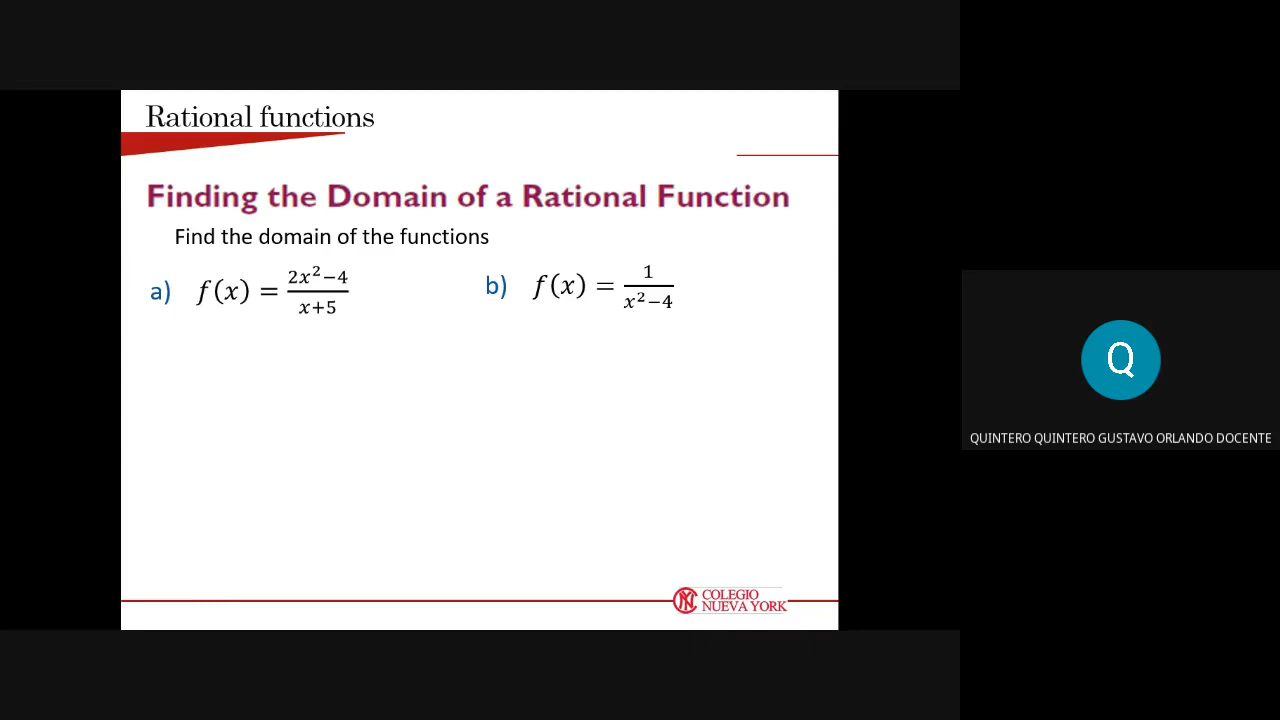 Rational functions
Finding the Domain of a Rational Function
Find the domain of the functions
a) f(x) = (2x²−4)/(x+5)
b) f(x) = 1/(x²−4)
Q
QUINTERO QUINTERO GUSTAVO ORLANDO DOCENTE
COLEGIO
NUEVA YORK